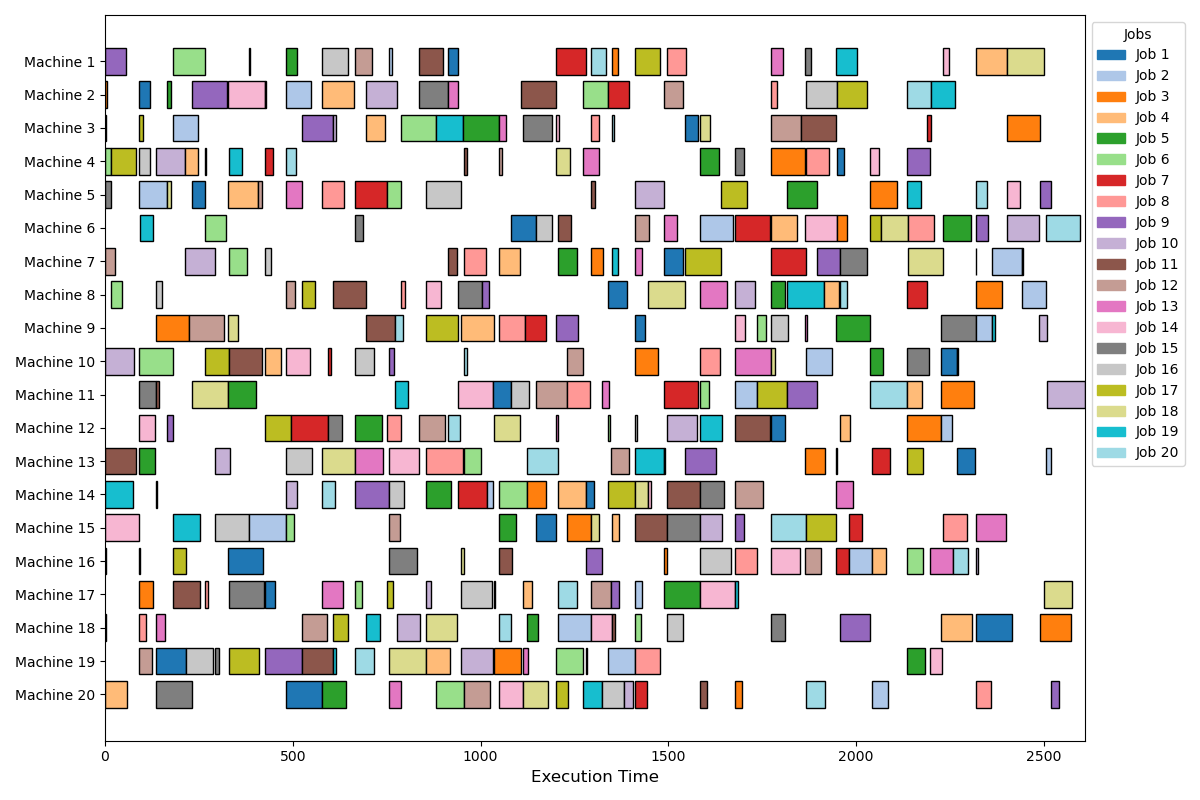 Machine 1
Machine 2
Machine 3
Machine 4
Machine 5
Machine 6
Machine 7
Machine 8
Machine 9
Machine 10
Machine 11
Machine 12
Machine 13
Machine 14
Machine 15
Machine 16
Machine 17
Machine 18
Machine 19
Machine 20
0 500 1000 1500 2000 2500
Execution Time
Jobs
Job 1
Job 2
Job 3
Job 4
Job 5
Job 6
Job 7
Job 8
Job 9
Job 10
Job 11
Job 12
Job 13
Job 14
Job 15
Job 16
Job 17
Job 18
Job 19
Job 20